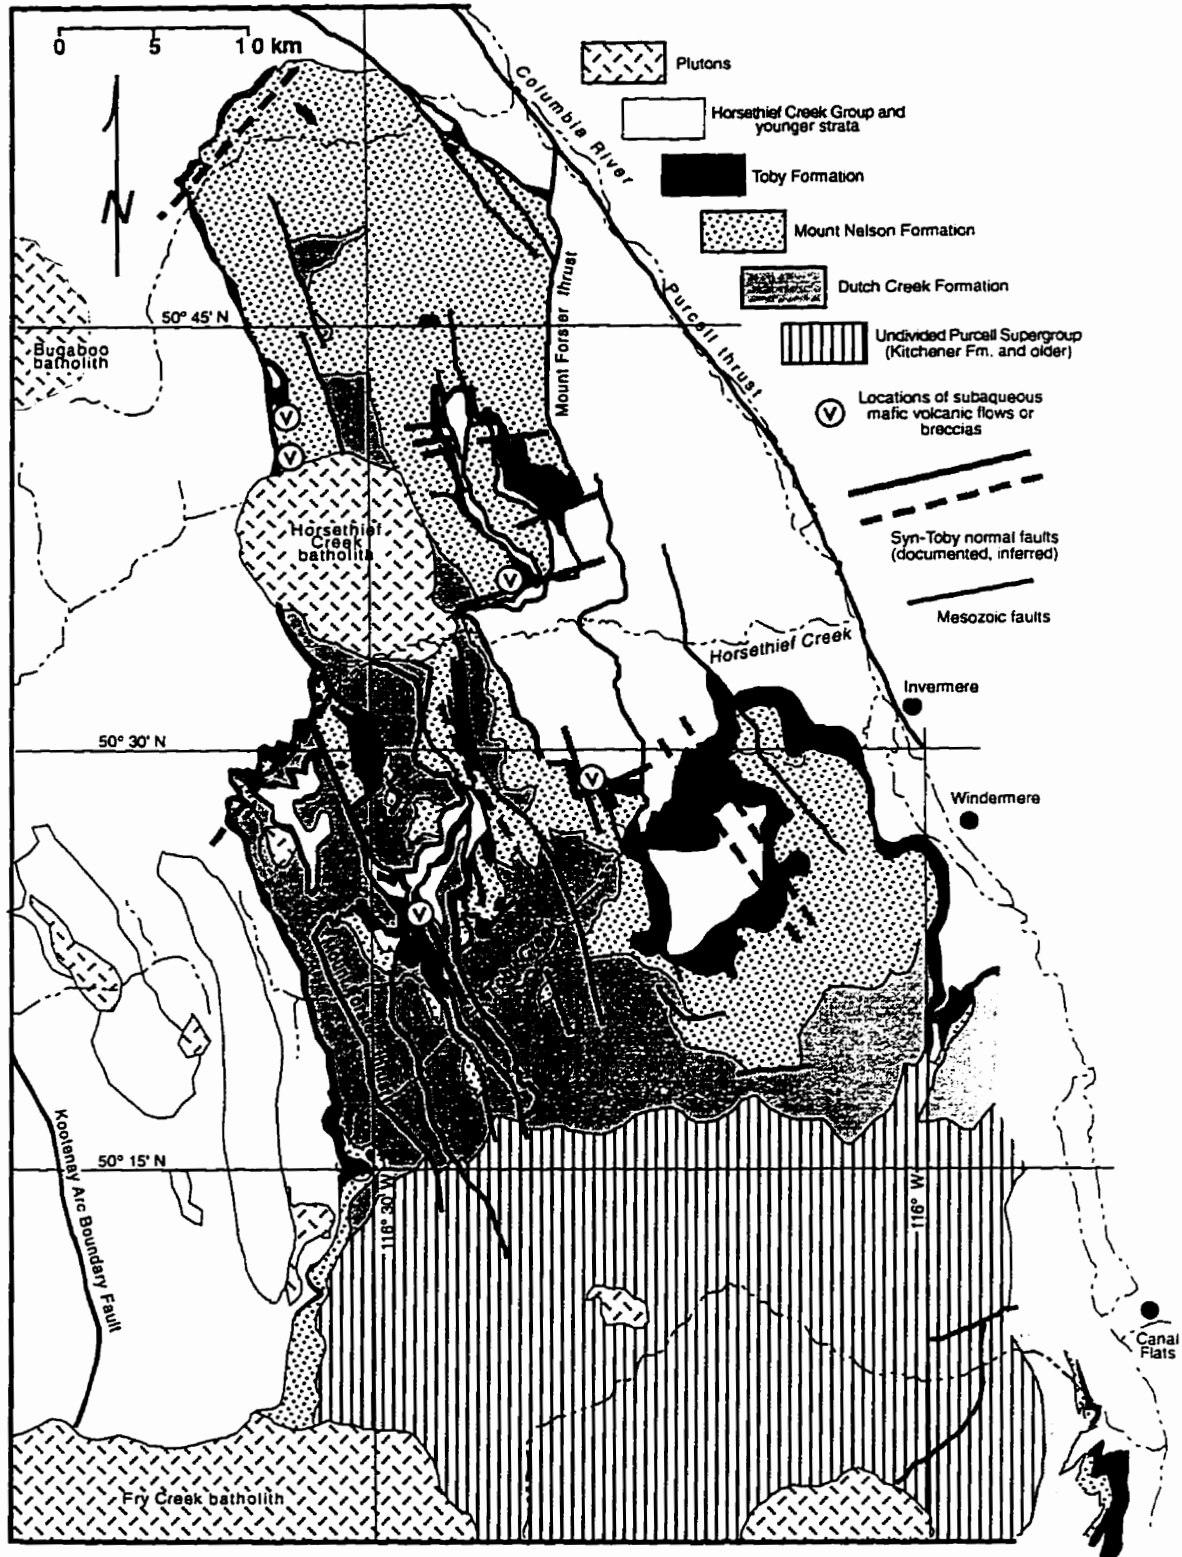 0 5 10 km
N
Plutons
Horsethief Creek Group and
younger strata
Toby Formation
Mount Nelson Formation
Dutch Creek Formation
Undivided Purcell Supergroup
(Kitchener Fm. and older)
V
Locations of subaqueous
mafic volcanic flows or
breccias
Syn-Toby normal faults
(documented, inferred)
Mesozoic faults
Columbia River
Purcell thrust
Mount Forster thrust
50° 45' N
Bugaboo
batholith
V
V
Horsethief
Creek
batholith
V
Horsethief Creek
Invermere
50° 30' N
V
Windermere
V
Kootenay Arc Boundary Fault
50° 15' N
116° 30' W
116° W
Canal
Flats
Fry Creek batholith